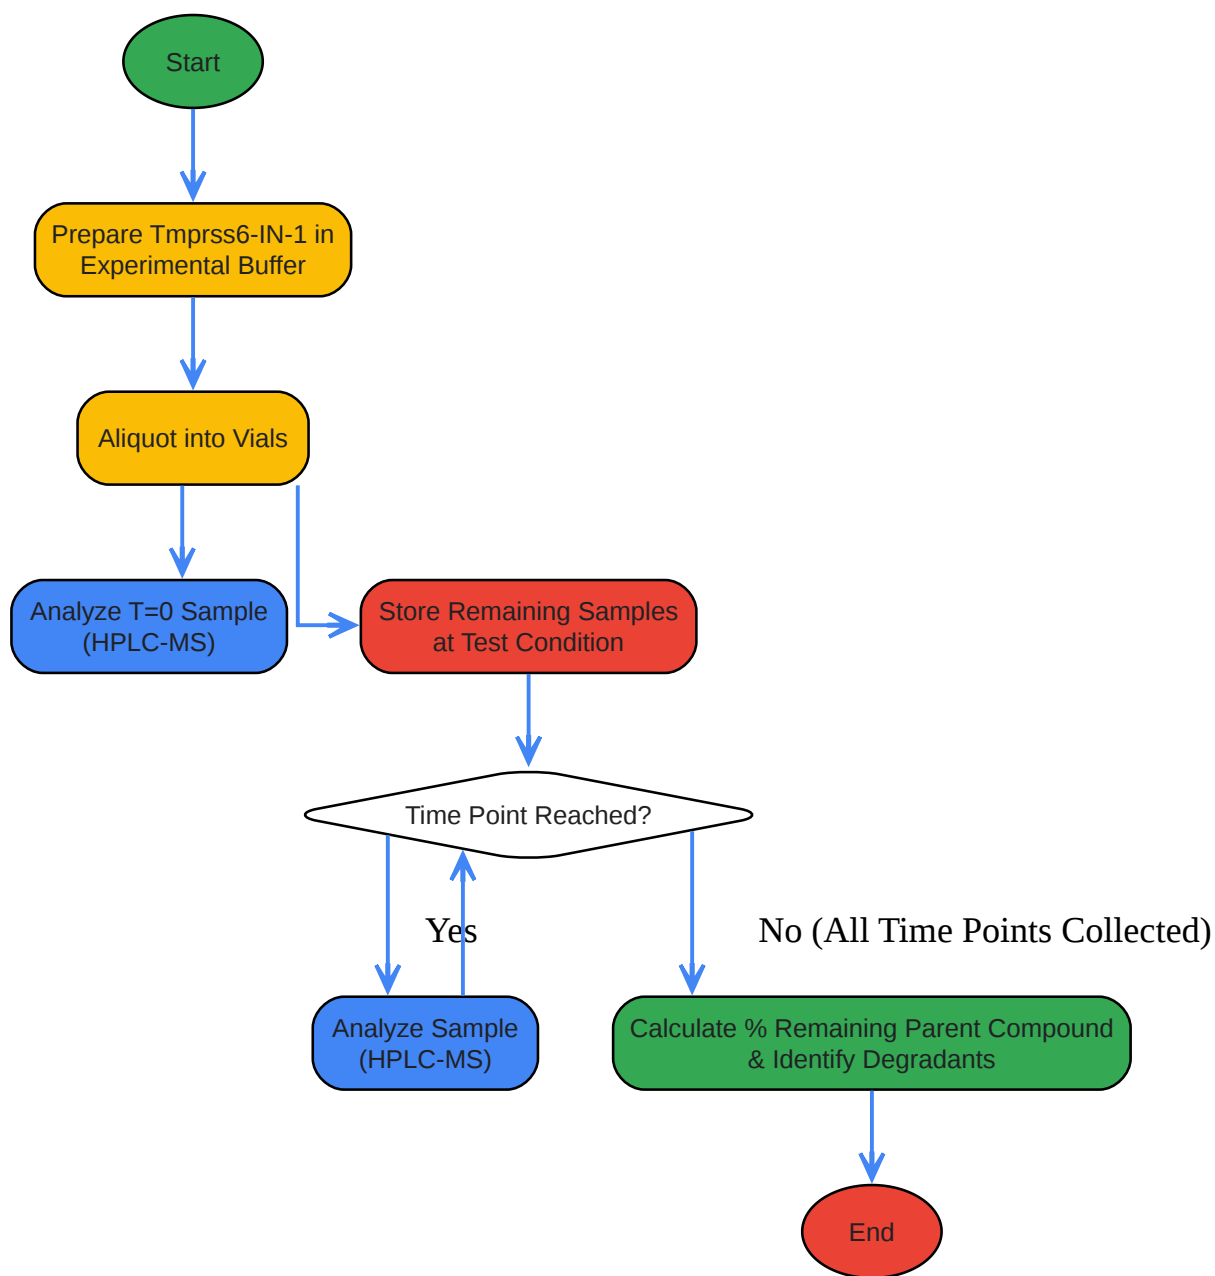 Start
Prepare Tmprss6-IN-1 in
Experimental Buffer
Aliquot into Vials
Analyze T=0 Sample
(HPLC-MS)
Store Remaining Samples
at Test Condition
Time Point Reached?
Yes
No (All Time Points Collected)
Analyze Sample
(HPLC-MS)
Calculate % Remaining Parent Compound
& Identify Degradants
End